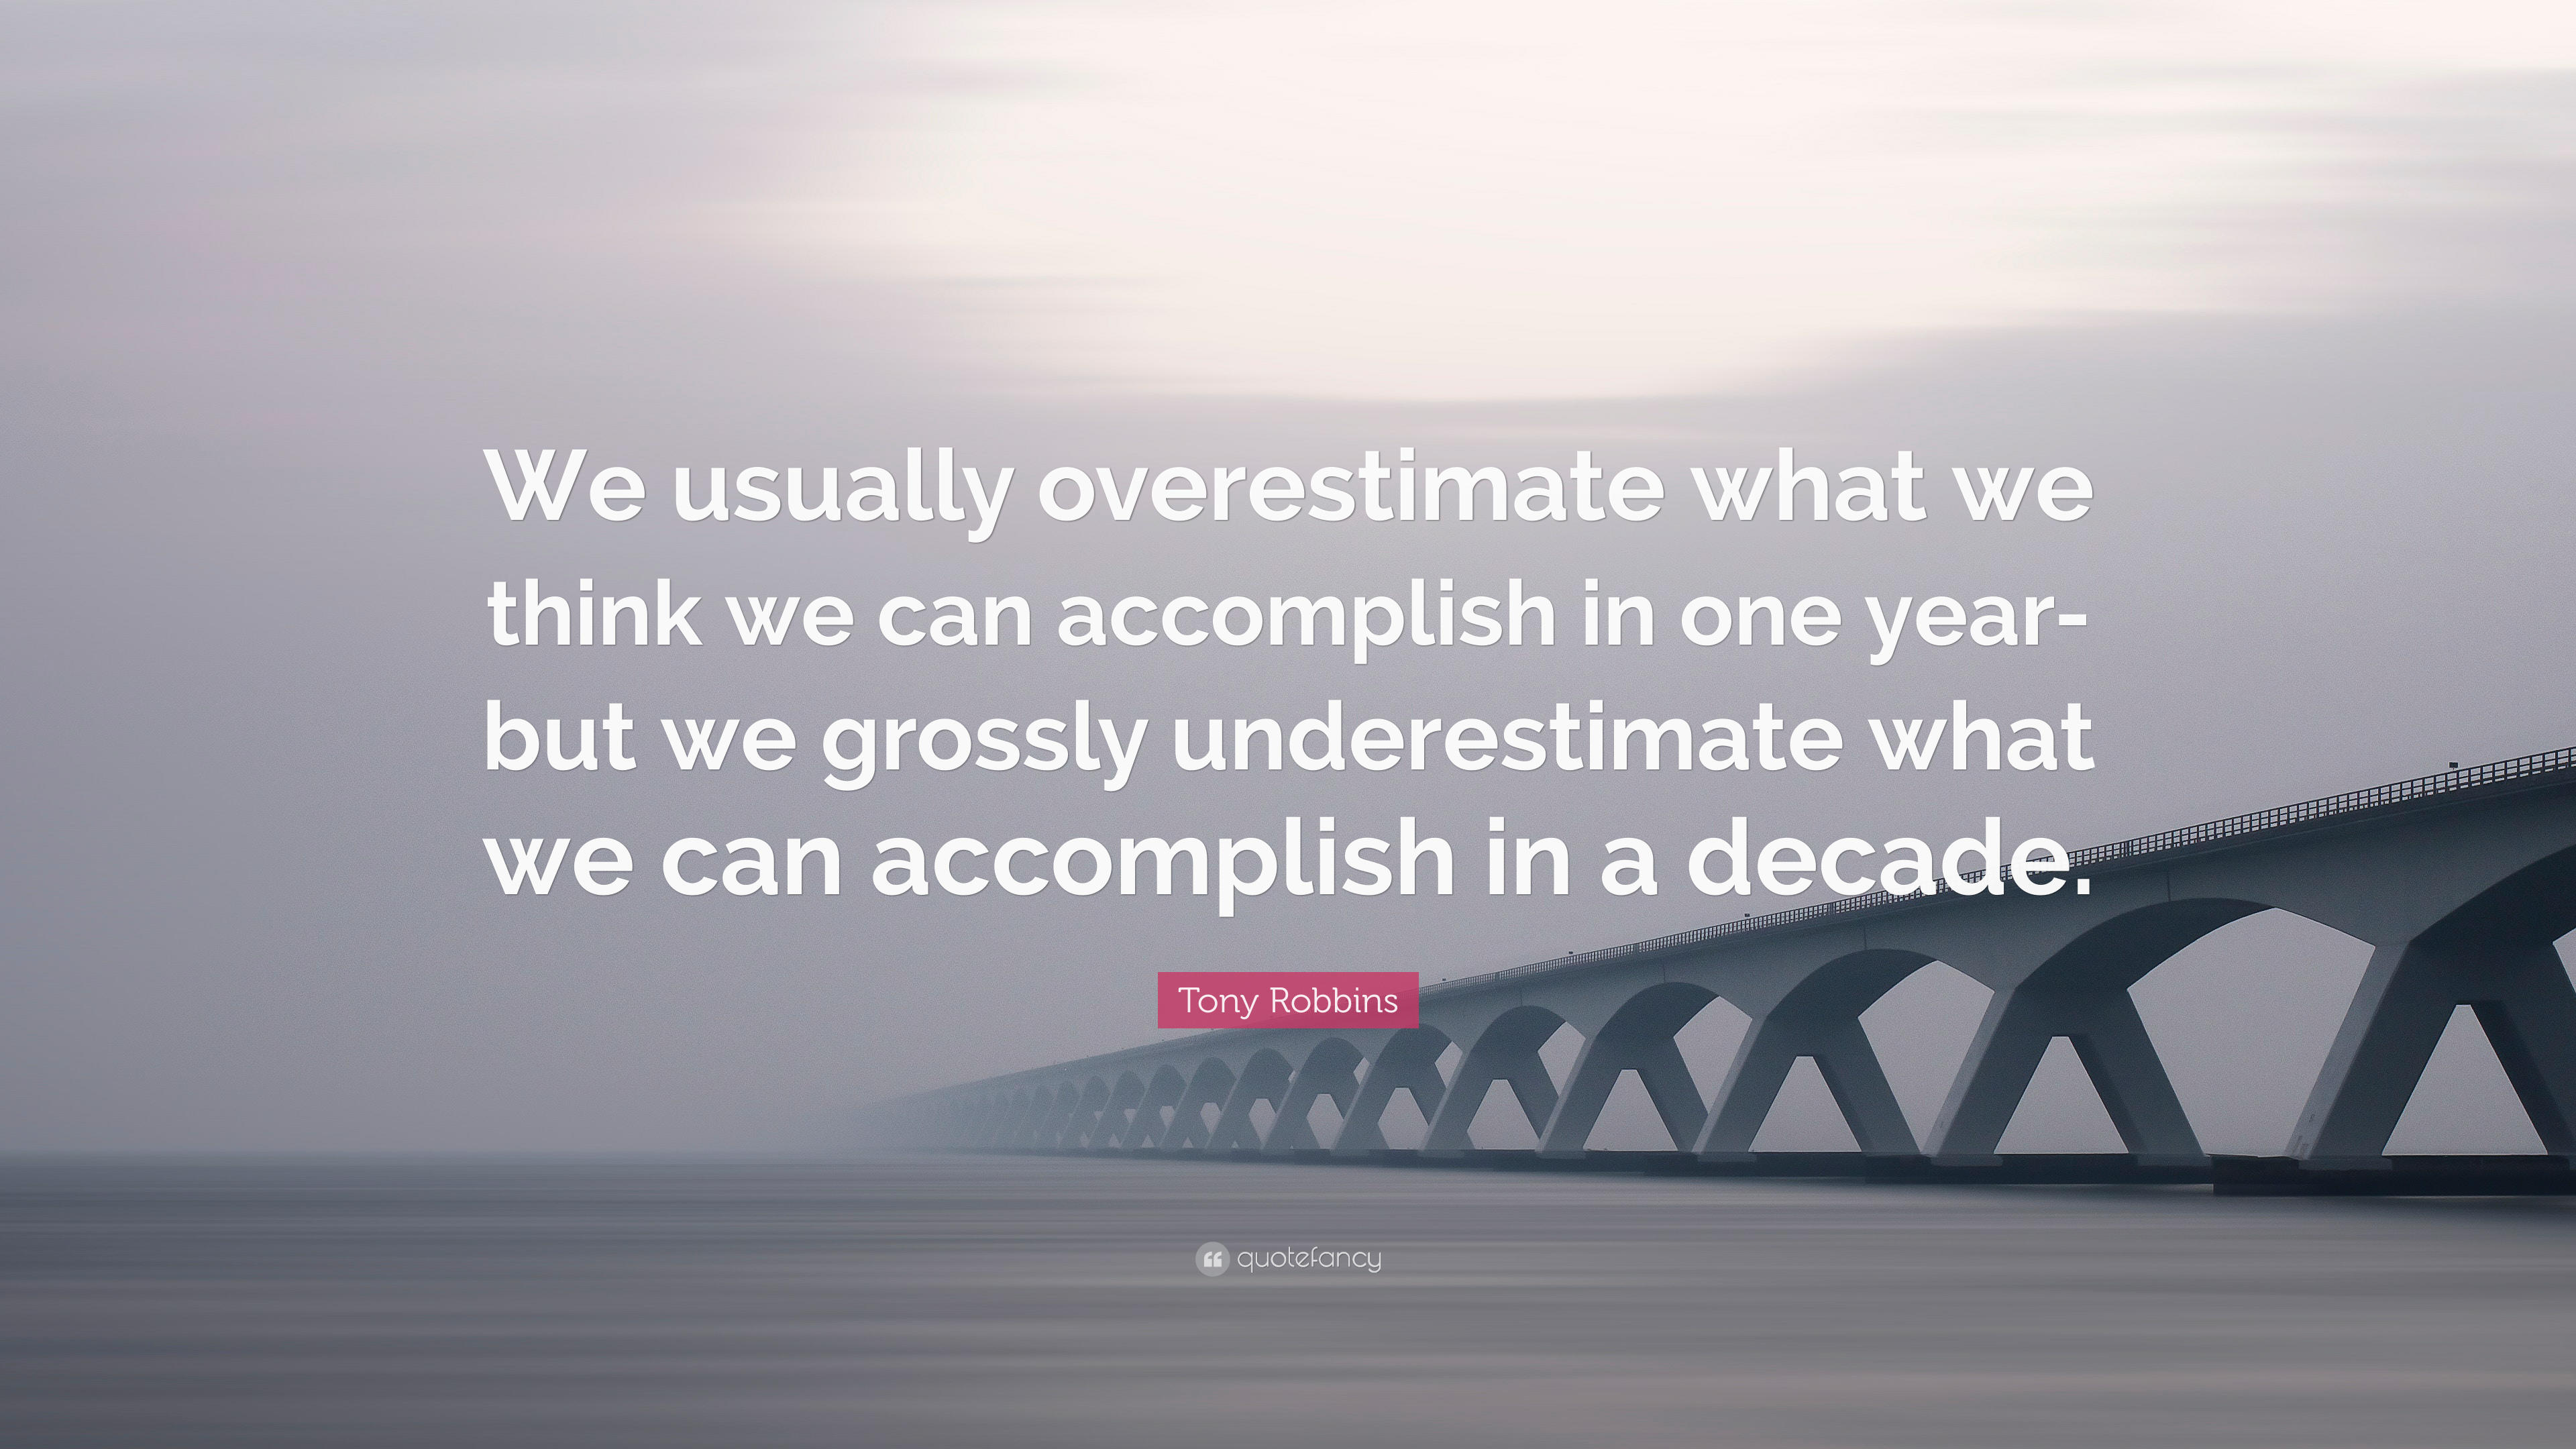 We usually overestimate what we
think we can accomplish in one year-
but we grossly underestimate what
we can accomplish in a decade.
Tony Robbins
quotefancy